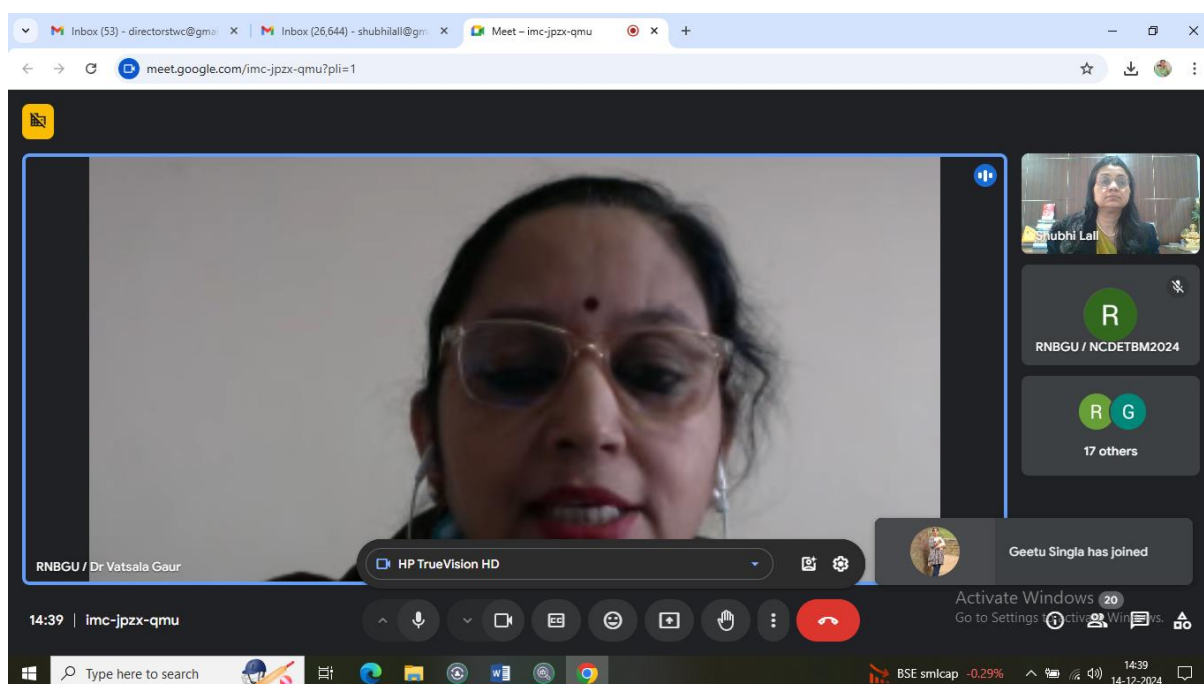 Inbox (53) - directorstwc@gma
Inbox (26,644) - shubhilall@gm
Meet – imc-jpzx-qmu
meet.google.com/imc-jpzx-qmu?pli=1
Shubhi Lall
R
RNBGU / NCDETBM2024
R G
17 others
RNBGU / Dr Vatsala Gaur
HP TrueVision HD
Geetu Singla has joined
Activate Windows
20
Go to Settings to activate Windows.
14:39 | imc-jpzx-qmu
CC
Type here to search
BSE smlcap -0.29%
14:39
14-12-2024